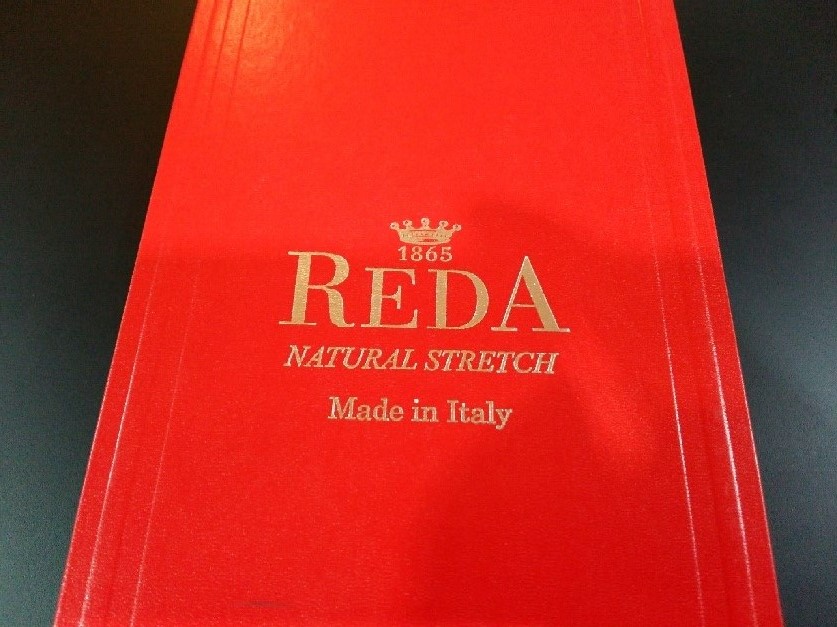 1865
REDA
NATURAL STRETCH
Made in Italy